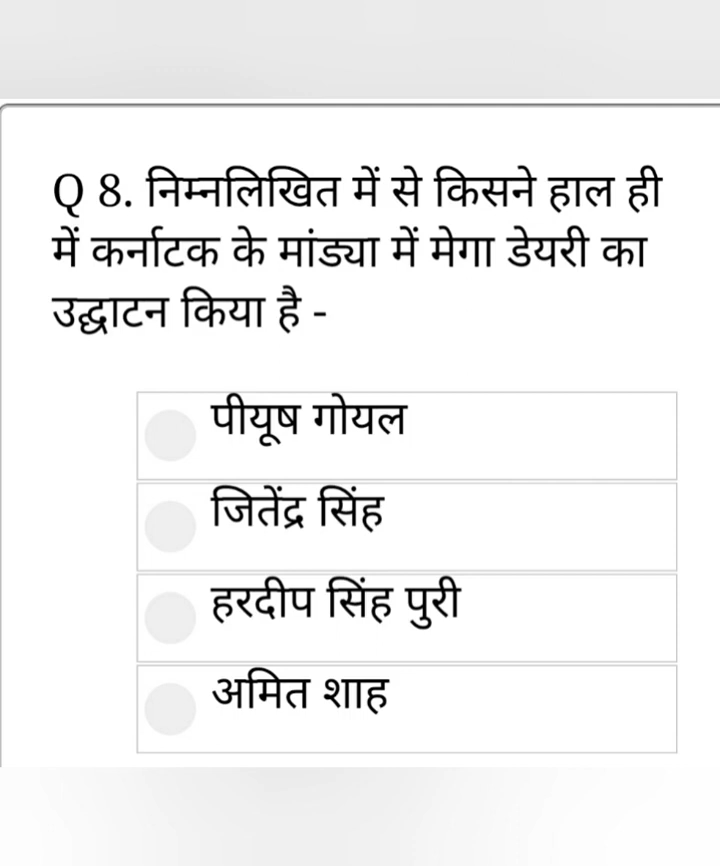 Q 8. निम्नलिखित में से किसने हाल ही
में कर्नाटक के मांड्या में मेगा डेयरी का
उद्घाटन किया है -
पीयूष गोयल
जितेंद्र सिंह
हरदीप सिंह पुरी
अमित शाह